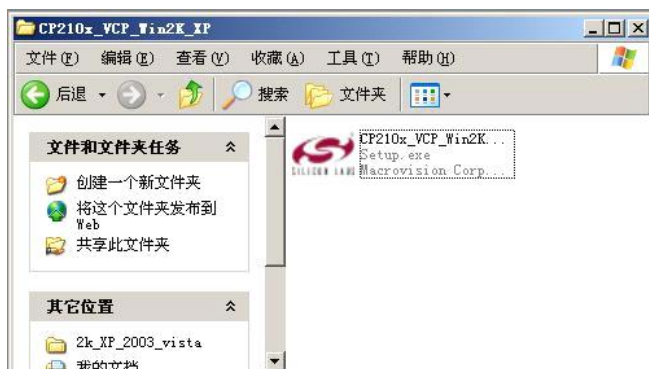 CP210x_VCP_Win2K_XP
文件(F) 编辑(E) 查看(V) 收藏(A) 工具(T) 帮助(H)
后退 搜索 文件夹
文件和文件夹任务
创建一个新文件夹
将这个文件夹发布到
Web
共享此文件夹
其它位置
2k_XP_2003_vista
我的文档
CP210x_VCP_Win2K...
Setup.exe
Macrovision Corp...
SILICON LABS